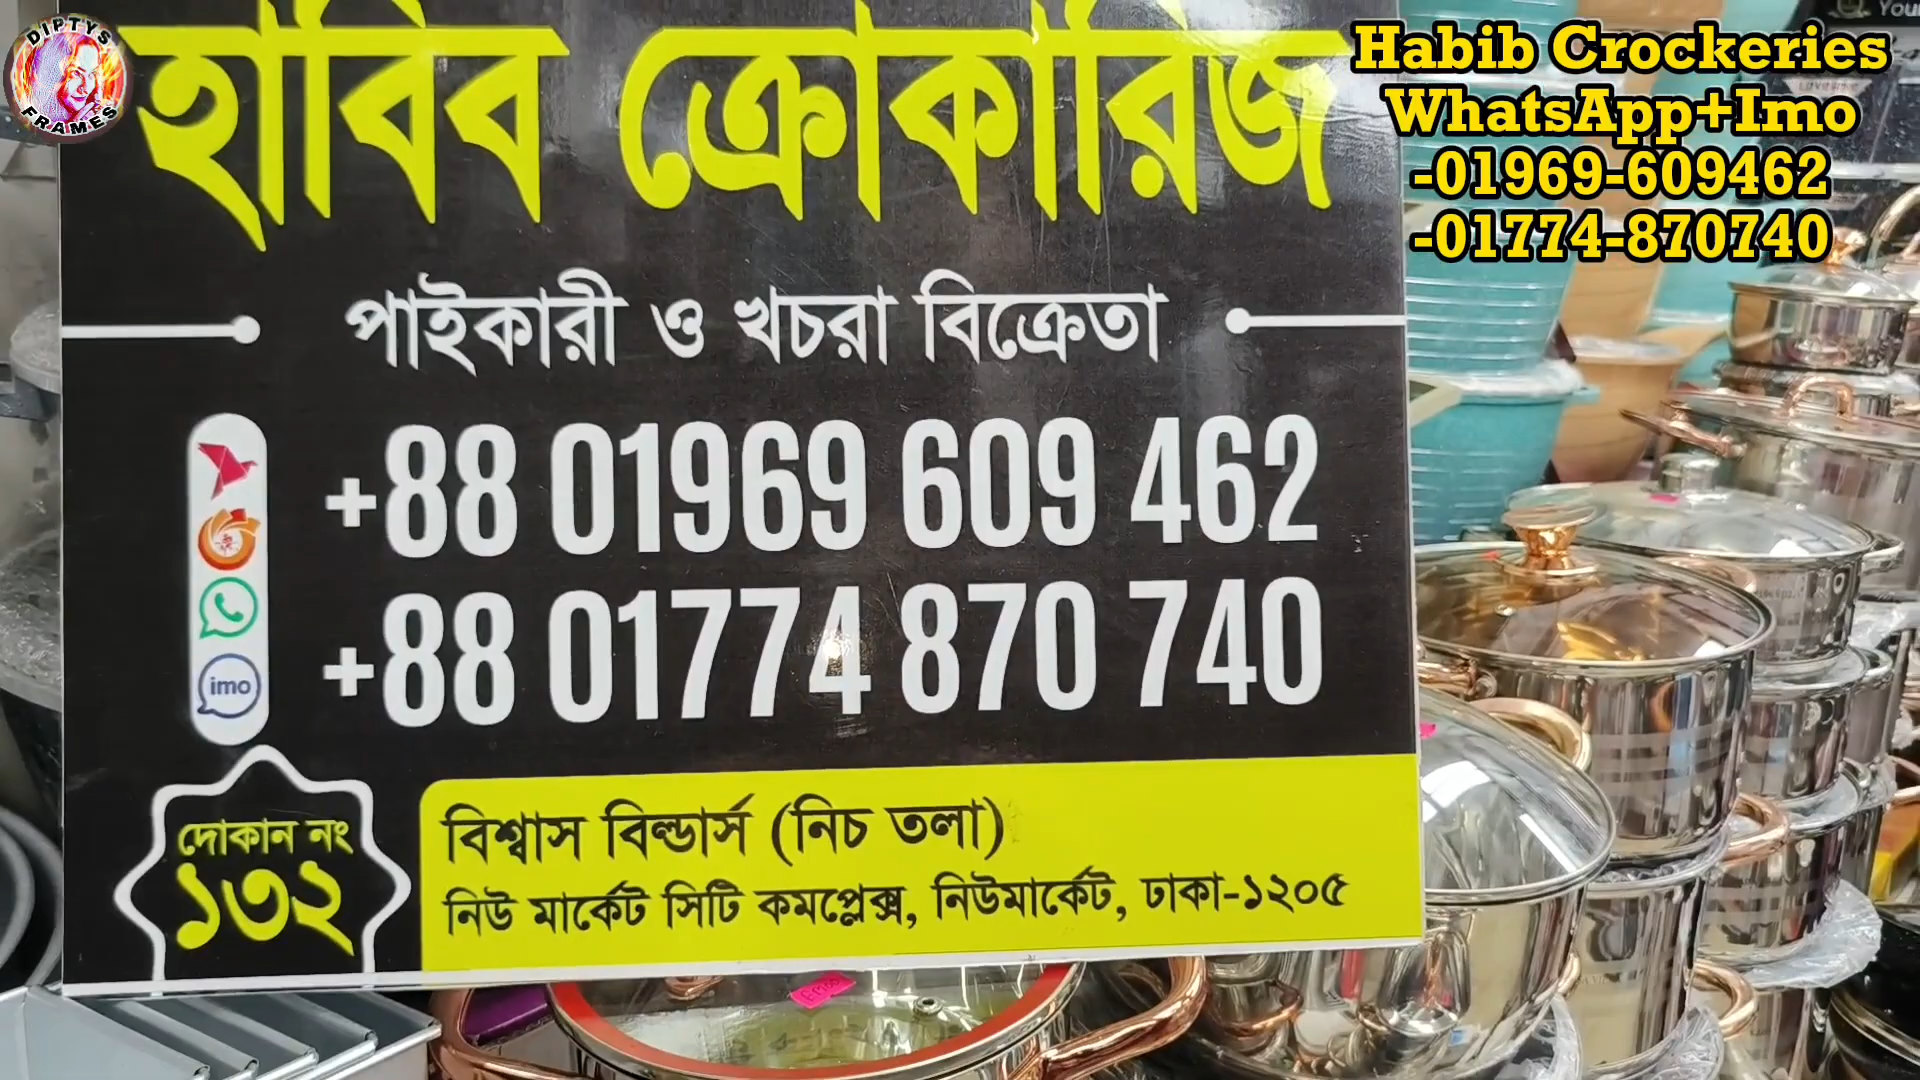 DIPTYS
FRAMES
হাবিব ক্রোকারিজ
পাইকারী ও খচরা বিক্রেতা
+88 01969 609 462
+88 01774 870 740
imo
দোকান নং
১৩২
বিশ্বাস বিল্ডার্স (নিচ তলা)
নিউ মার্কেট সিটি কমপ্লেক্স, নিউমার্কেট, ঢাকা-১২০৫
Habib Crockeries
WhatsApp+Imo
-01969-609462
-01774-870740